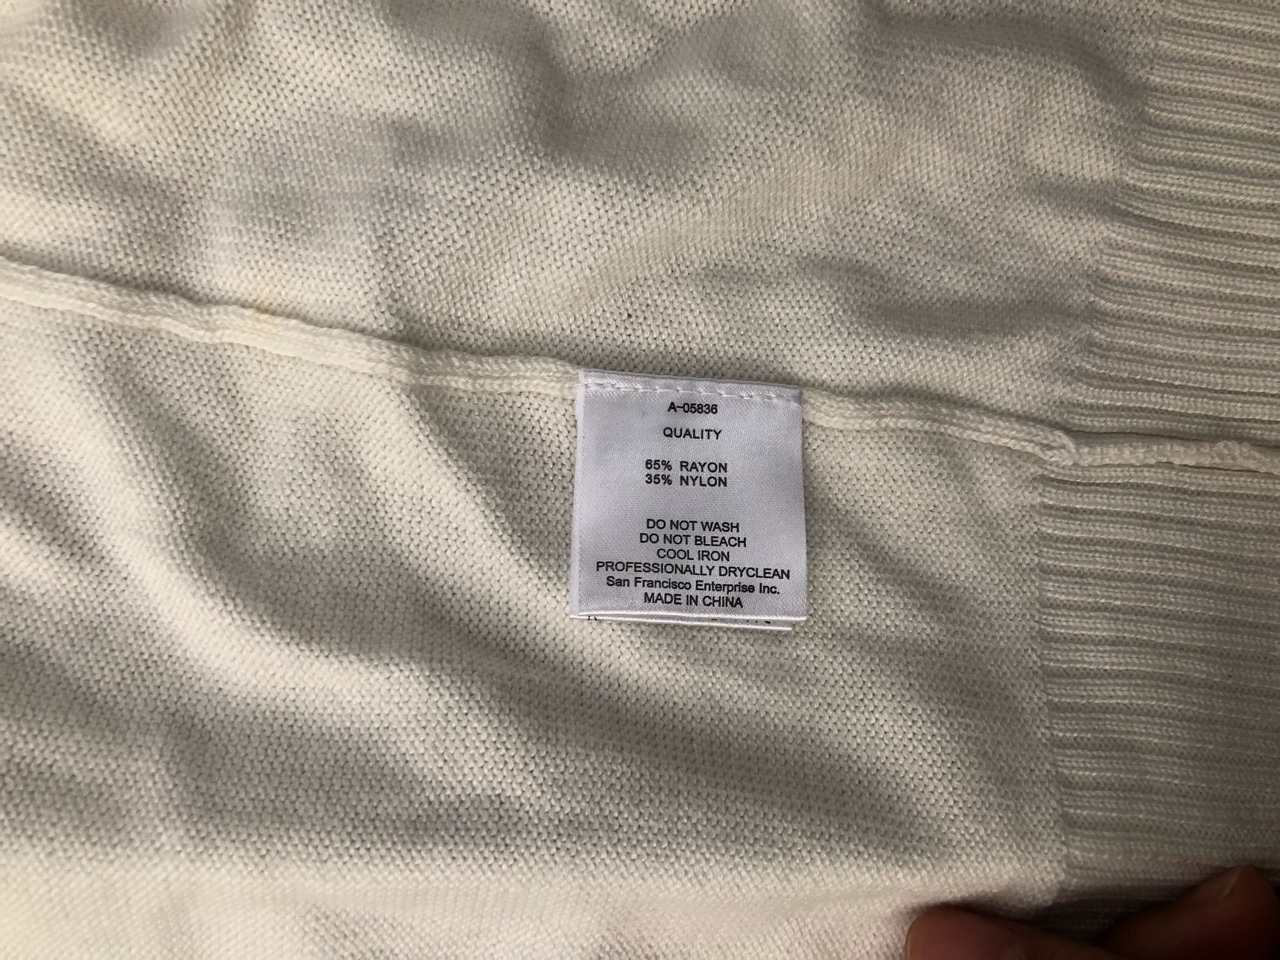 A-05836
QUALITY
65% RAYON
35% NYLON
DO NOT WASH
DO NOT BLEACH
COOL IRON
PROFESSIONALLY DRYCLEAN
San Francisco Enterprise Inc.
MADE IN CHINA